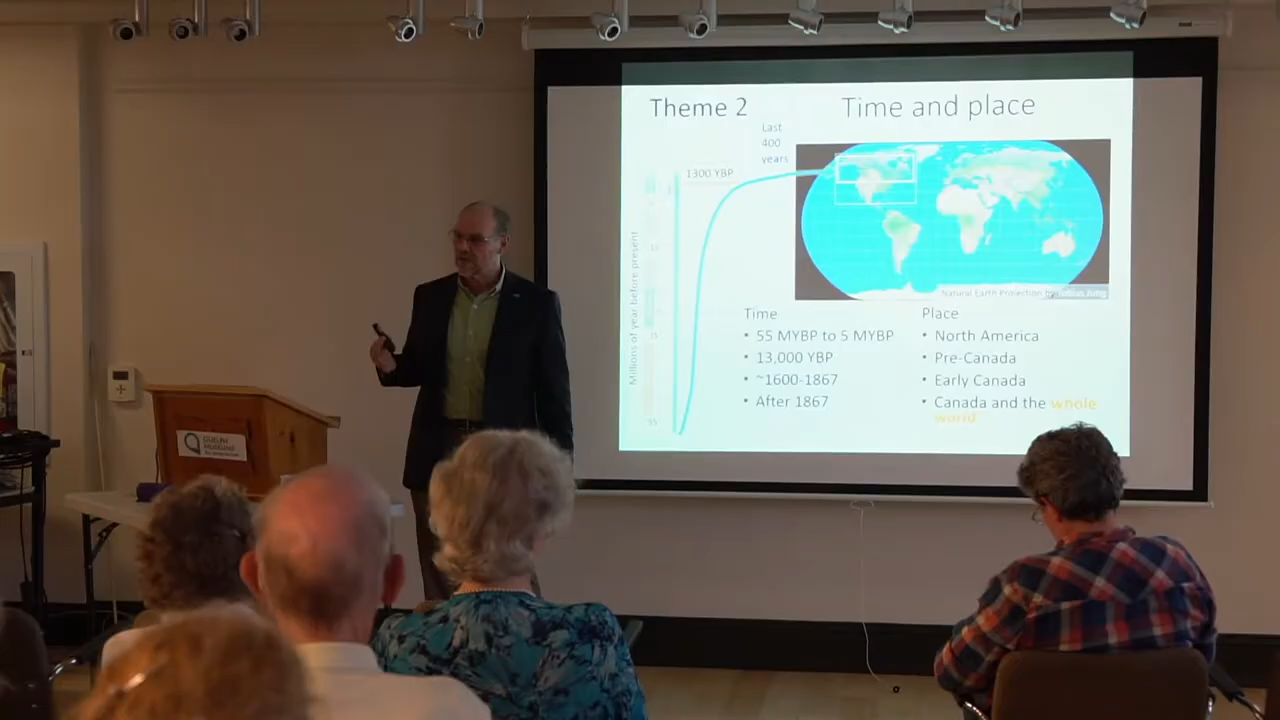 Theme 2
Time and place
Last
400
years
1300 YBP
Millions of year before present
Natural Earth Projection by
Time
• 55 MYBP to 5 MYBP
• 13,000 YBP
• ~1600-1867
• After 1867
Place
• North America
• Pre-Canada
• Early Canada
• Canada and the whole
world
GUELPH
MUSEUMS